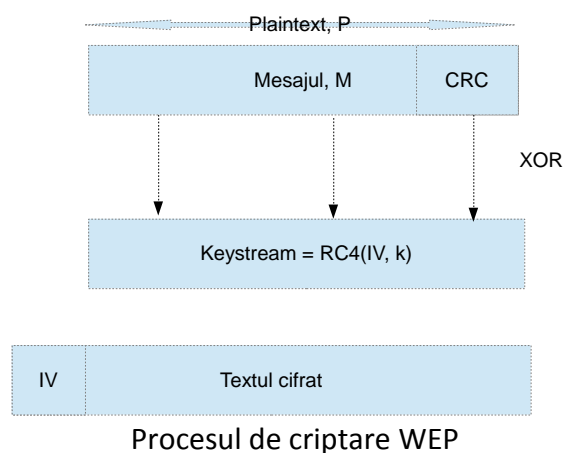 Plaintext, P
Mesajul, M CRC
XOR
Keystream = RC4(IV, k)
IV Textul cifrat
Procesul de criptare WEP